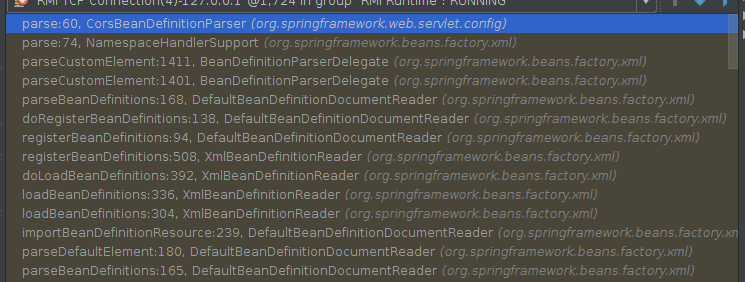 RMI TCP Connection(4)-127.0.0.1"@1,724 in group "RMI Runtime": RUNNING
parse:60, CorsBeanDefinitionParser (org.springframework.web.servlet.config)
parse:74, NamespaceHandlerSupport (org.springframework.beans.factory.xml)
parseCustomElement:1411, BeanDefinitionParserDelegate (org.springframework.beans.factory.xml)
parseCustomElement:1401, BeanDefinitionParserDelegate (org.springframework.beans.factory.xml)
parseBeanDefinitions:168, DefaultBeanDefinitionDocumentReader (org.springframework.beans.factory.xml)
doRegisterBeanDefinitions:138, DefaultBeanDefinitionDocumentReader (org.springframework.beans.factory.xml)
registerBeanDefinitions:94, DefaultBeanDefinitionDocumentReader (org.springframework.beans.factory.xml)
registerBeanDefinitions:508, XmlBeanDefinitionReader (org.springframework.beans.factory.xml)
doLoadBeanDefinitions:392, XmlBeanDefinitionReader (org.springframework.beans.factory.xml)
loadBeanDefinitions:336, XmlBeanDefinitionReader (org.springframework.beans.factory.xml)
loadBeanDefinitions:304, XmlBeanDefinitionReader (org.springframework.beans.factory.xml)
importBeanDefinitionResource:239, DefaultBeanDefinitionDocumentReader (org.springframework.beans.factory.xm
parseDefaultElement:180, DefaultBeanDefinitionDocumentReader (org.springframework.beans.factory.xml)
parseBeanDefinitions:165, DefaultBeanDefinitionDocumentReader (org.springframework.beans.factory.xml)